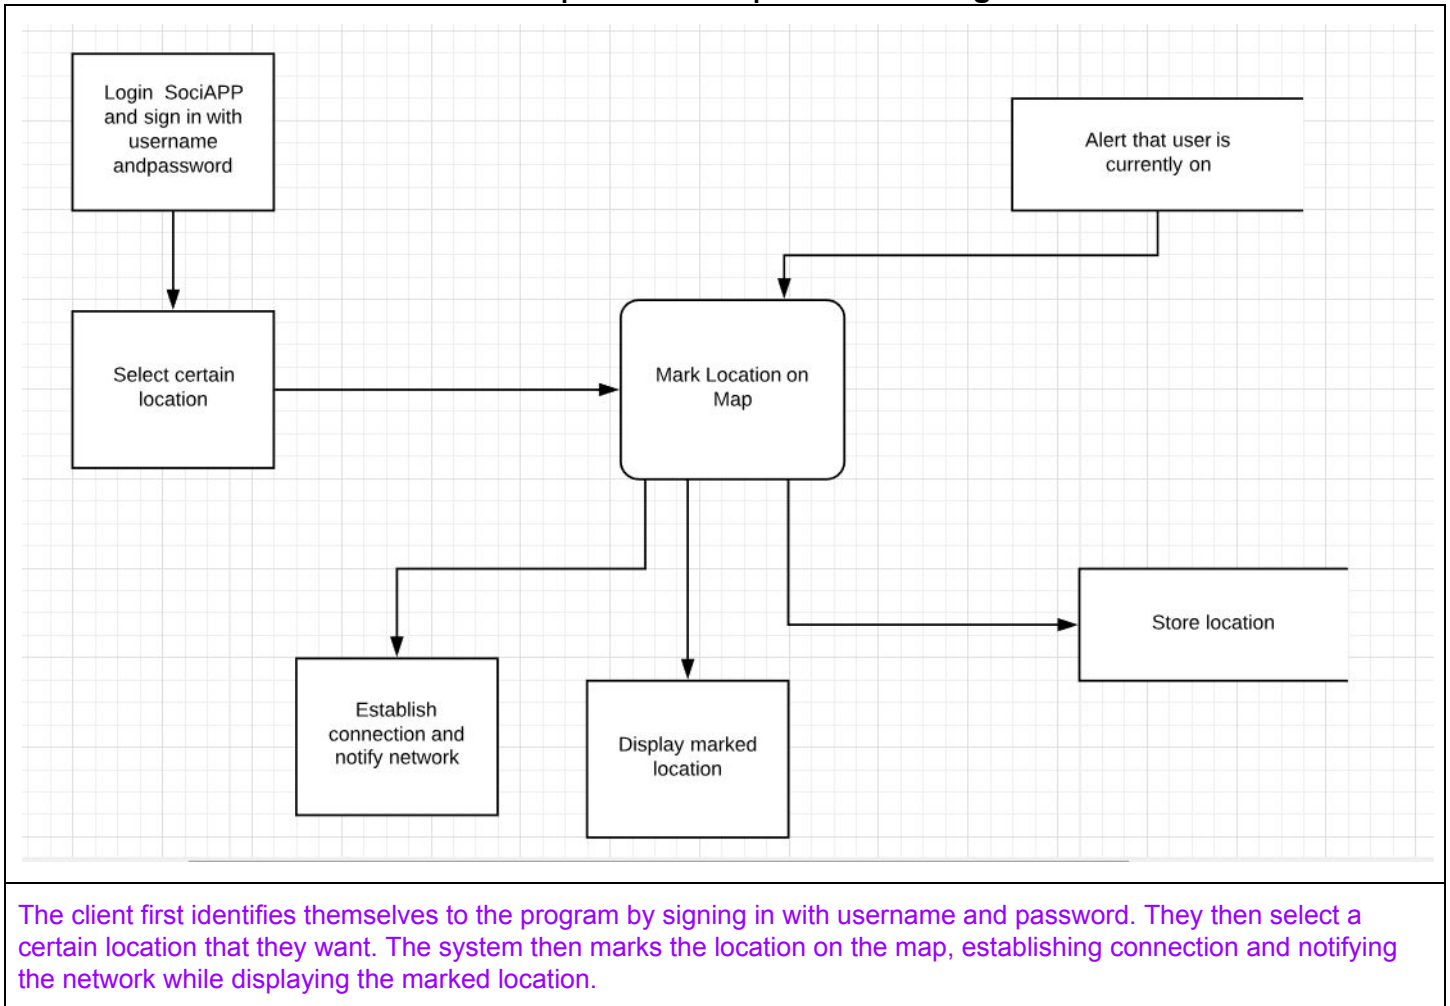 Login SociAPP
and sign in with
username
andpassword
Alert that user is
currently on
Select certain
location
Mark Location on
Map
Store location
Establish
connection and
notify network
Display marked
location
The client first identifies themselves to the program by signing in with username and password. They then select a
certain location that they want. The system then marks the location on the map, establishing connection and notifying
the network while displaying the marked location.